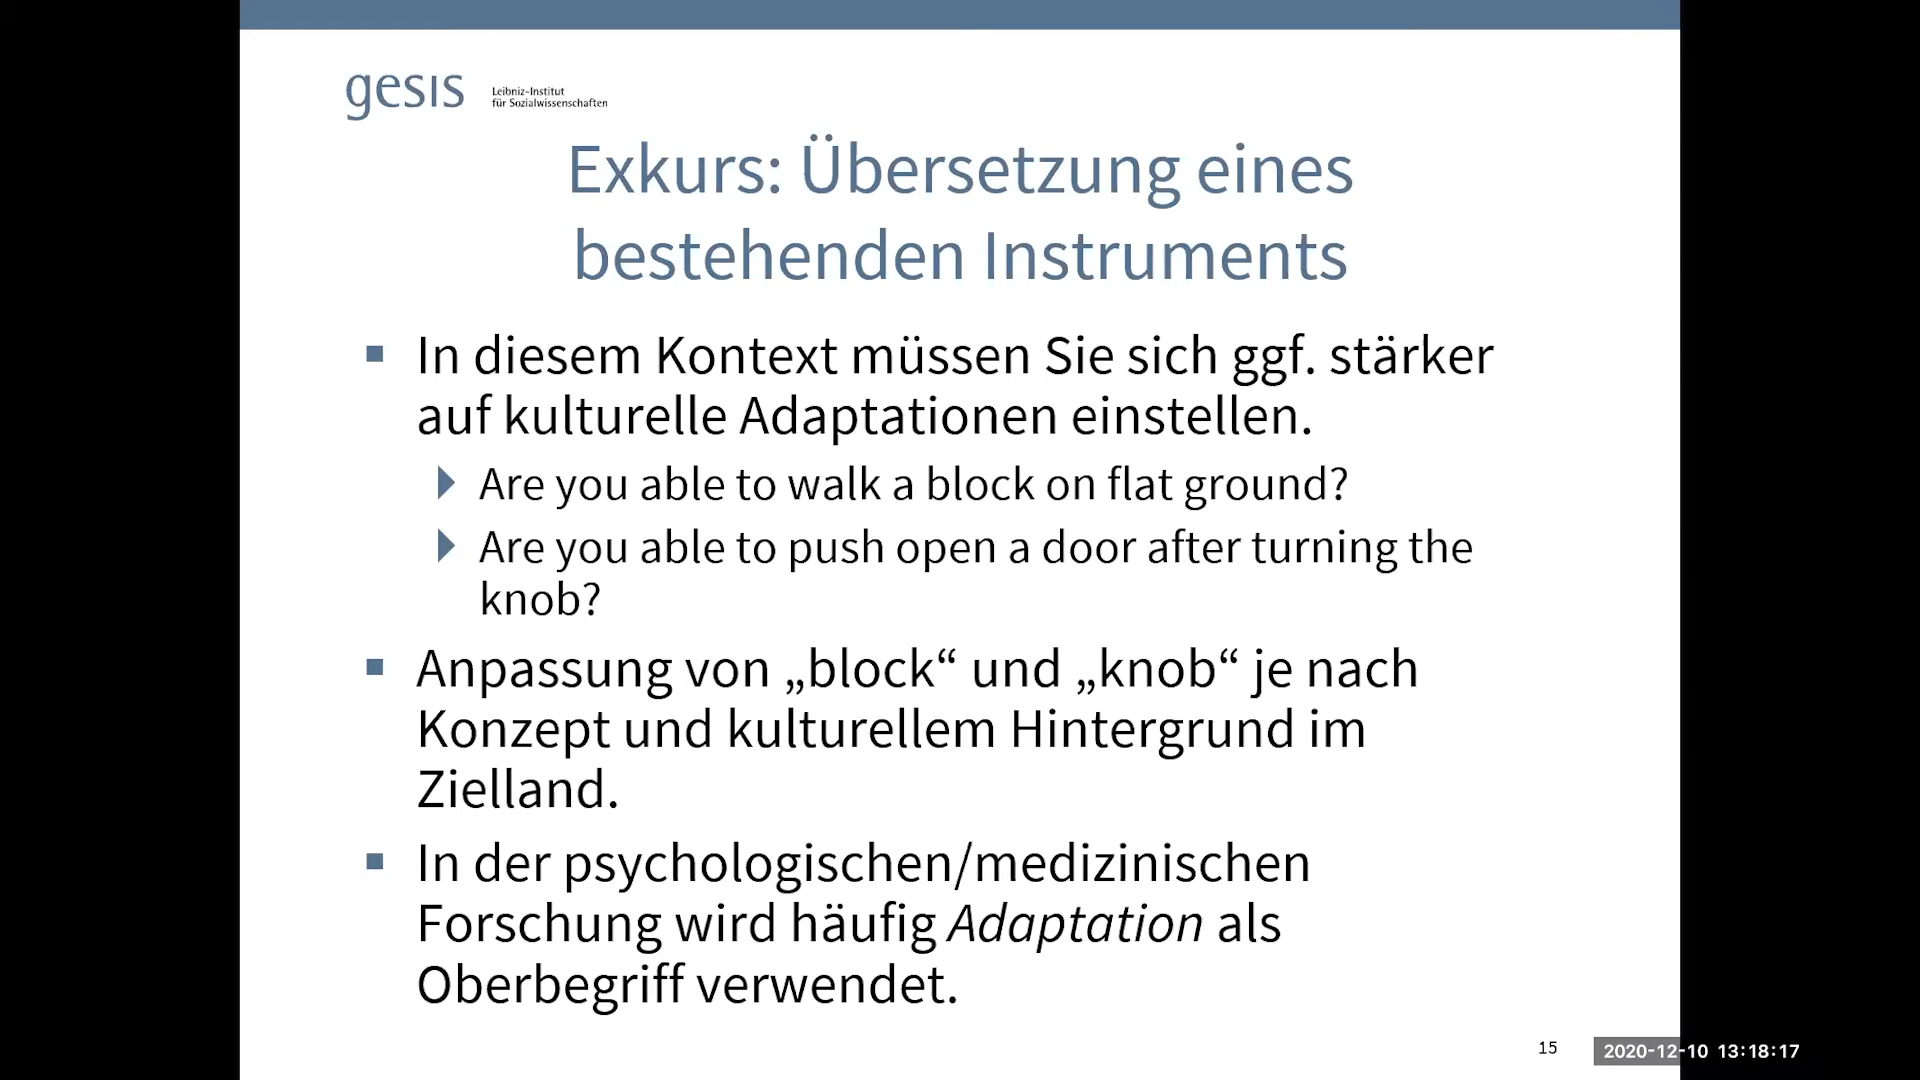 gesis
Leibniz-Institut
für Sozialwissenschaften
Exkurs: Übersetzung eines
bestehenden Instruments
In diesem Kontext müssen Sie sich ggf. stärker
auf kulturelle Adaptationen einstellen.
Are you able to walk a block on flat ground?
Are you able to push open a door after turning the
knob?
Anpassung von „block“ und „knob“ je nach
Konzept und kulturellem Hintergrund im
Zielland.
In der psychologischen/medizinischen
Forschung wird häufig Adaptation als
Oberbegriff verwendet.
15
2020-12-10 13:18:17